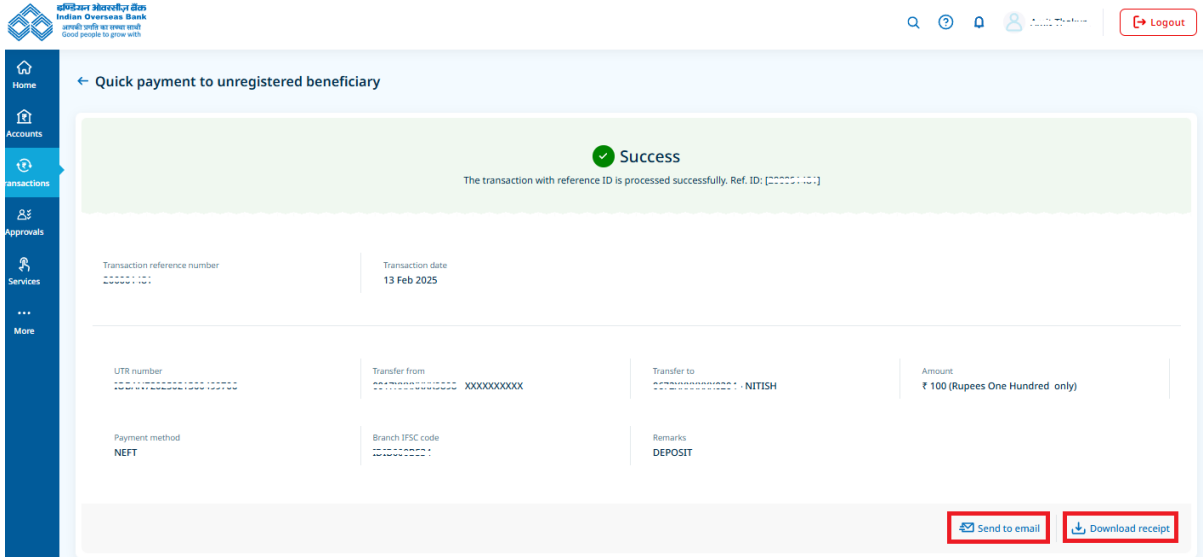 इण्डियन ओवरसीज़ बैंक
Indian Overseas Bank
आपकी प्रगति का सच्चा साथी
Good people to grow with
Logout
Home
Accounts
ransactions
Approvals
Services
More
Quick payment to unregistered beneficiary
Success
The transaction with reference ID is processed successfully. Ref. ID:
Transaction reference number
Transaction date
13 Feb 2025
UTR number
Transfer from
XXXXXXXXXX
Transfer to
- NITISH
Amount
₹ 100 (Rupees One Hundred only)
Payment method
NEFT
Branch IFSC code
Remarks
DEPOSIT
Send to email
Download receipt